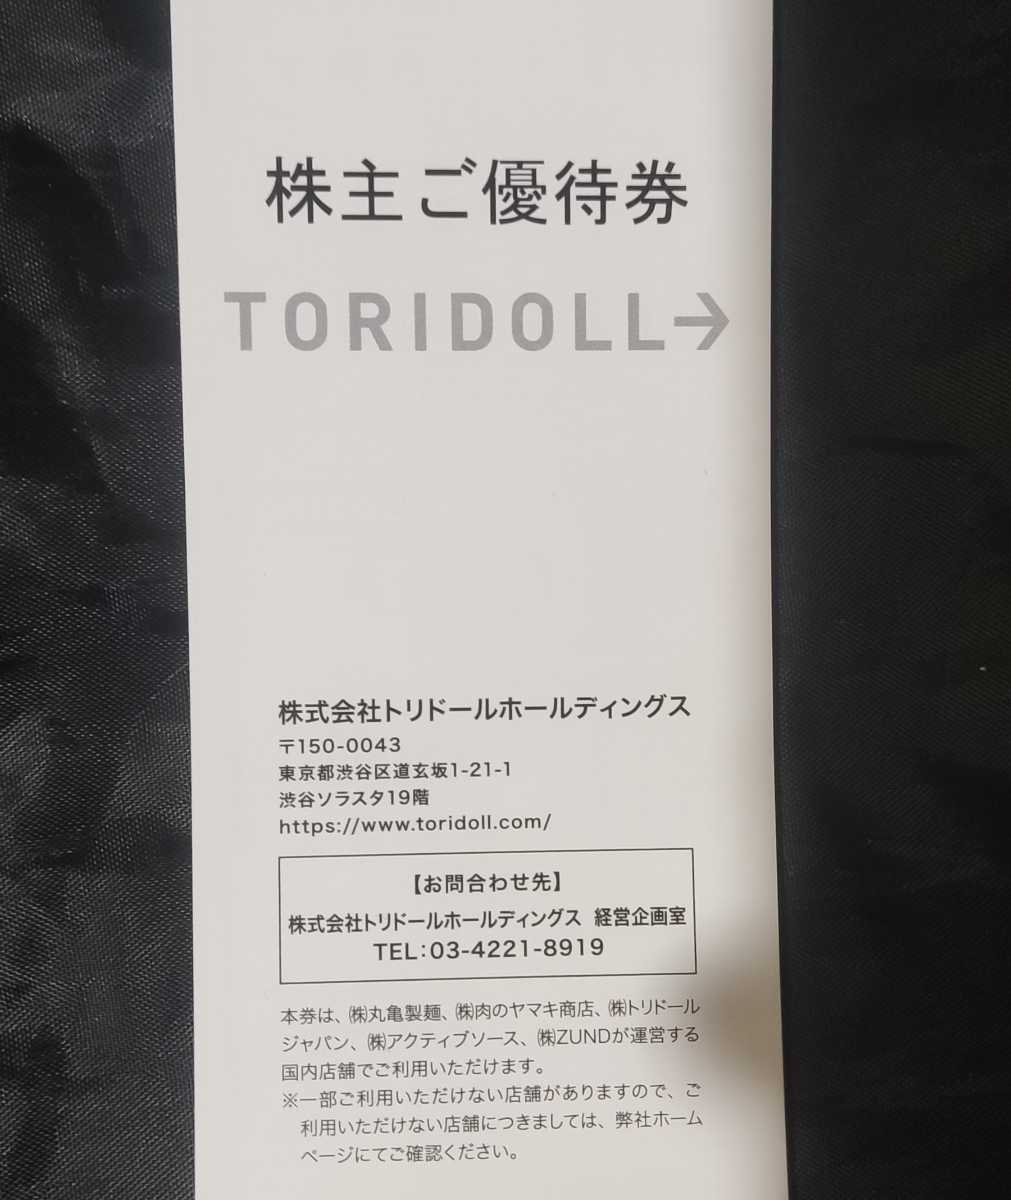 株主ご優待券
TORIDOLL→
株式会社トリドールホールディングス
〒150-0043
東京都渋谷区道玄坂1-21-1
渋谷ソラスタ19階
https://www.toridoll.com/
【お問合わせ先】
株式会社トリドールホールディングス 経営企画室
TEL:03-4221-8919
本券は、㈱丸亀製麺、㈱肉のヤマキ商店、㈱トリドール
ジャパン、㈱アクティブソース、㈱ZUNDが運営する
国内店舗でご利用いただけます。
※一部ご利用いただけない店舗がありますので、ご
利用いただけない店舗につきましては、弊社ホーム
ページにてご確認ください。